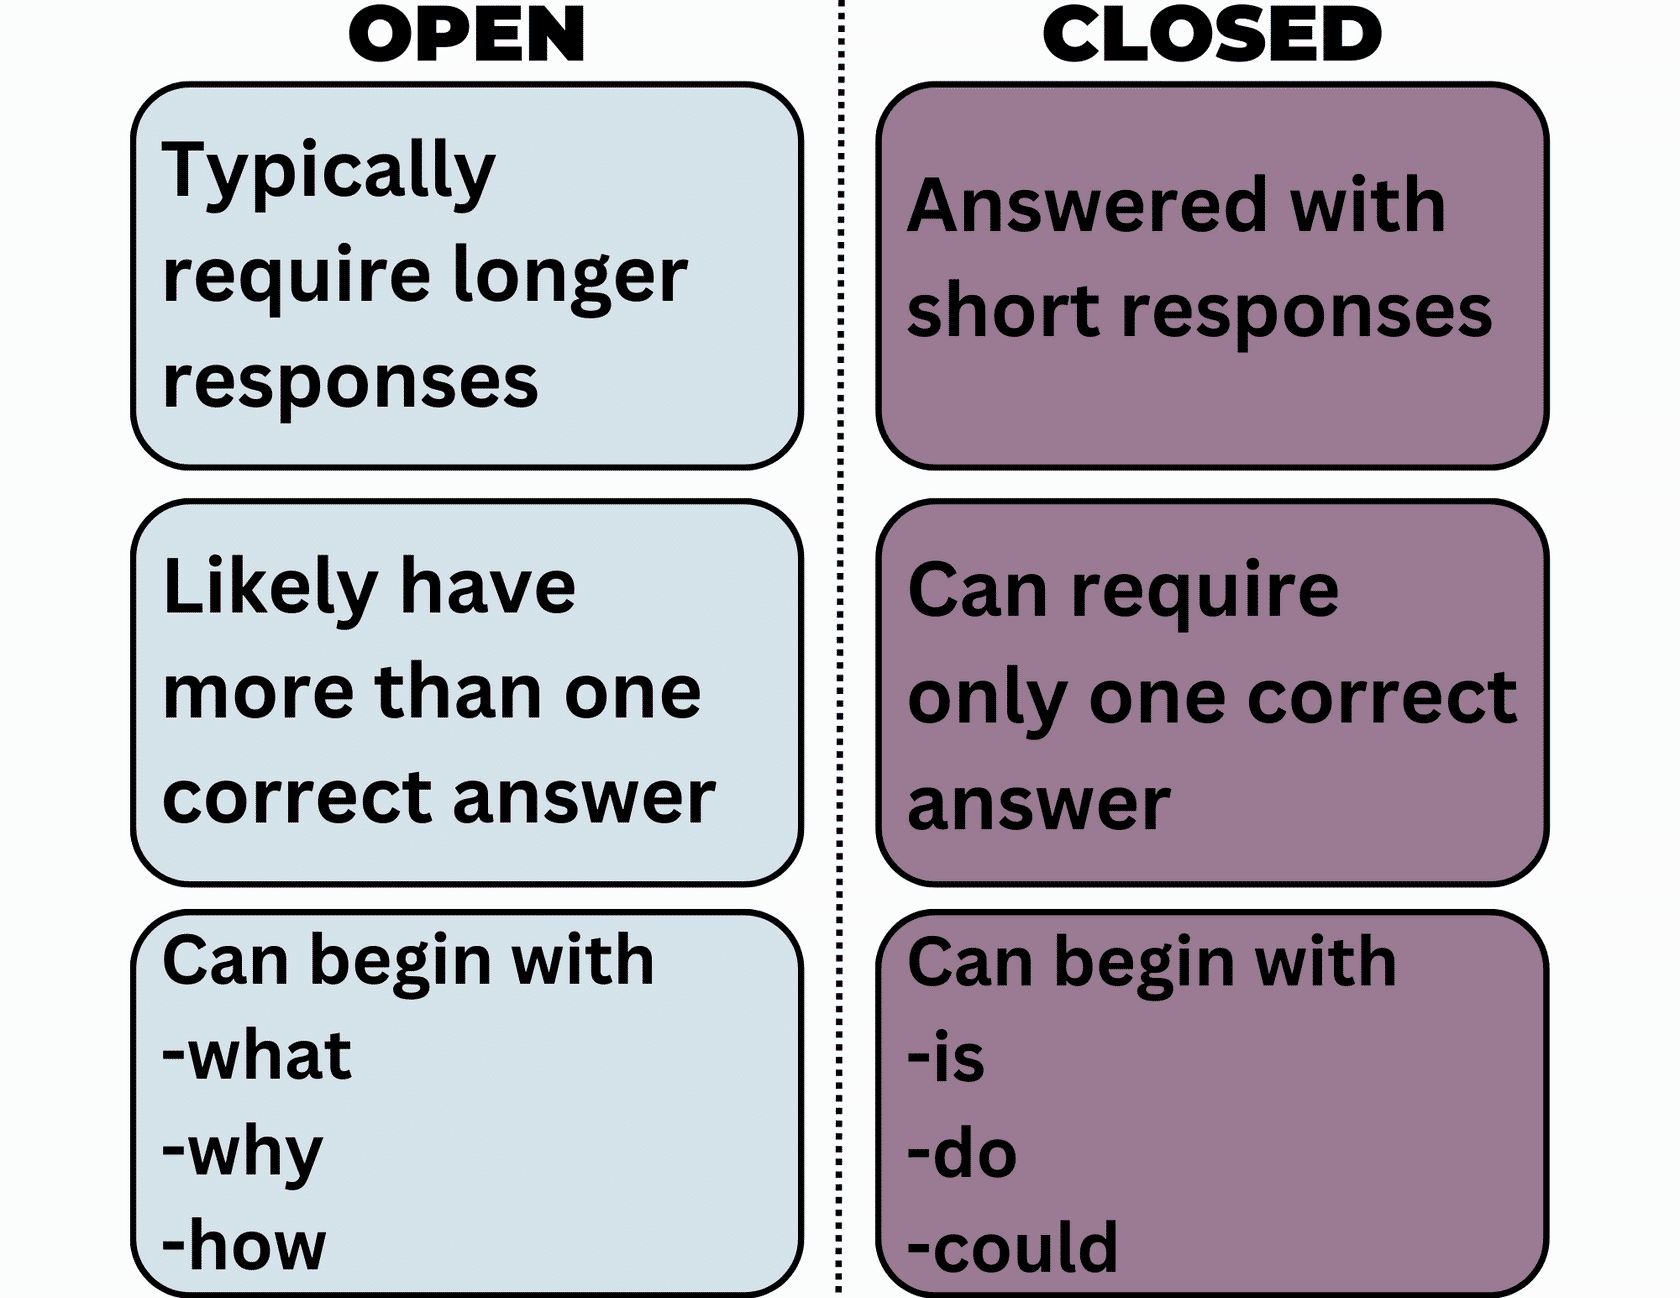 OPEN
Typically
require longer
responses
Likely have
more than one
correct answer
Can begin with
-what
-why
-how
CLOSED
Answered with
short responses
Can require
only one correct
answer
Can begin with
-is
-do
-could